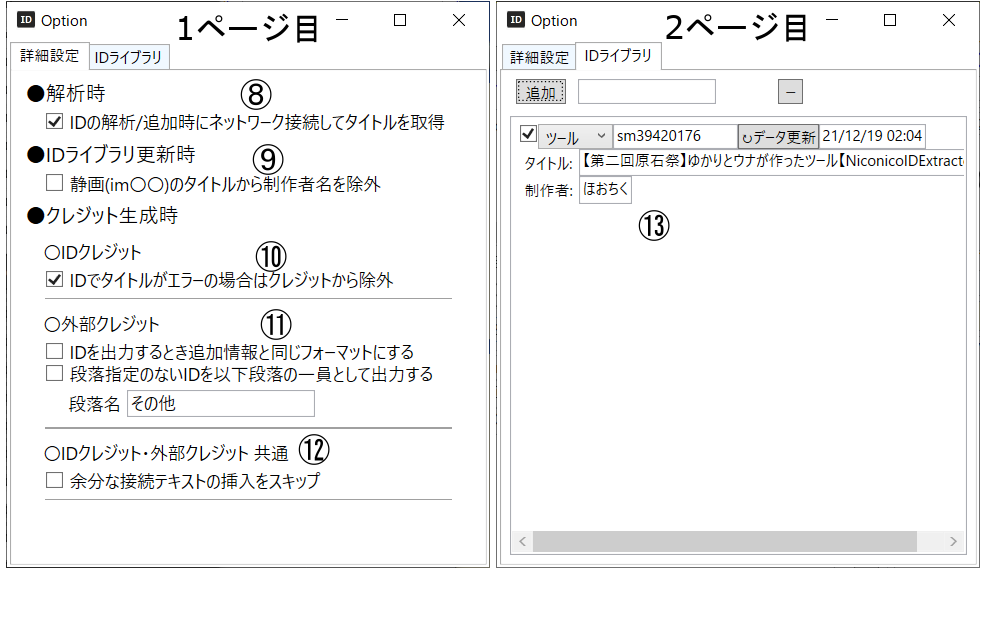 ID Option 1ページ目
詳細設定 IDライブラリ
●解析時 ⑧
IDの解析/追加時にネットワーク接続してタイトルを取得
●IDライブラリ更新時 ⑨
静画(im〇〇)のタイトルから制作者名を除外
●クレジット生成時
〇IDクレジット ⑩
IDでタイトルがエラーの場合はクレジットから除外
〇外部クレジット ⑪
IDを出力するとき追加情報と同じフォーマットにする
段落指定のないIDを以下段落の一員として出力する
段落名 その他
〇IDクレジット・外部クレジット 共通 ⑫
余分な接続テキストの挿入をスキップ
ID Option 2ページ目
詳細設定 IDライブラリ
追加 －
ツール sm39420176 ↻データ更新 21/12/19 02:04
タイトル: 【第二回原石祭】ゆかりとウナが作ったツール【NiconicoIDExtract
制作者: ほおちく
⑬